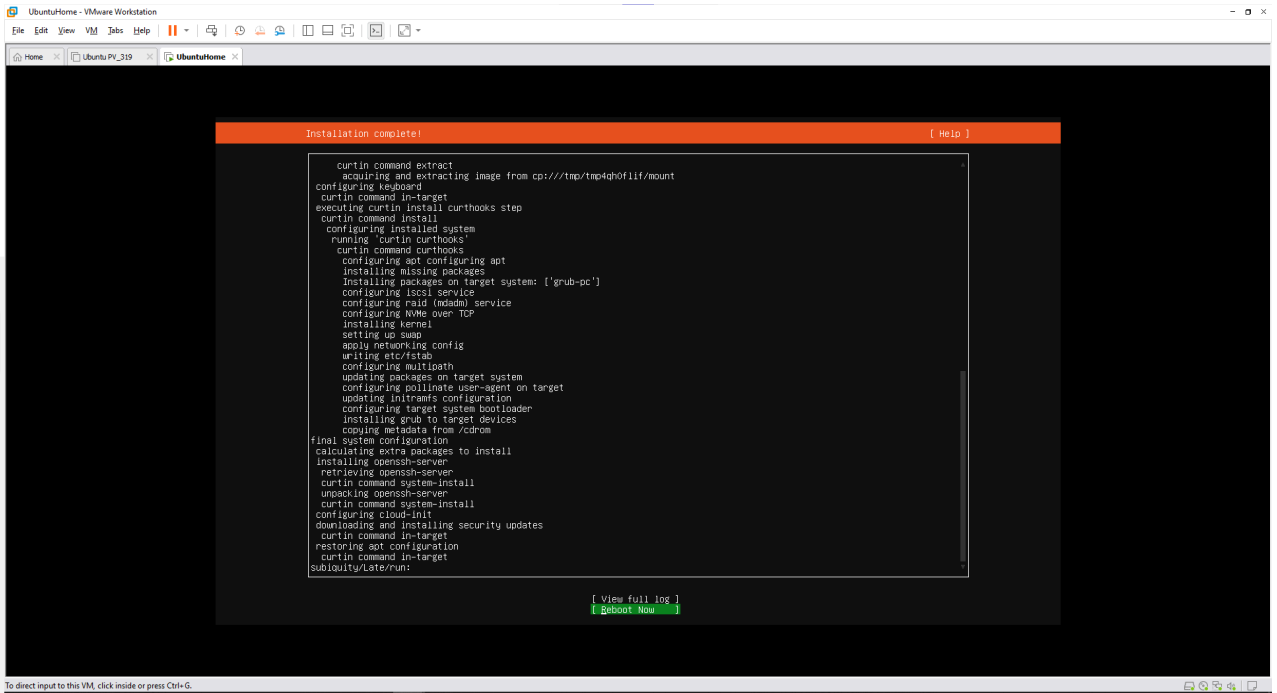 UbuntuHome - VMware Workstation
File Edit View VM Tabs Help
Home Ubuntu PV_319 UbuntuHome
Installation complete! [ Help ]
curtin command extract
acquiring and extracting image from cp:///tmp/tmp4qh0flif/mount
configuring keyboard
curtin command in-target
executing curtin install curthooks step
curtin command install
configuring installed system
running 'curtin curthooks'
curtin command curthooks
configuring apt configuring apt
installing missing packages
Installing packages on target system: ['grub-pc']
configuring iscsi service
configuring raid (mdadm) service
configuring NVMe over TCP
installing kernel
setting up swap
apply networking config
writing etc/fstab
configuring multipath
updating packages on target system
configuring pollinate user-agent on target
updating initramfs configuration
configuring target system bootloader
installing grub to target devices
copying metadata from /cdrom
final system configuration
calculating extra packages to install
installing openssh-server
retrieving openssh-server
curtin command system-install
unpacking openssh-server
curtin command system-install
configuring cloud-init
downloading and installing security updates
curtin command in-target
restoring apt configuration
curtin command in-target
subiquity/Late/run:
[ View full log ]
[ Reboot Now ]
To direct input to this VM, click inside or press Ctrl+G.